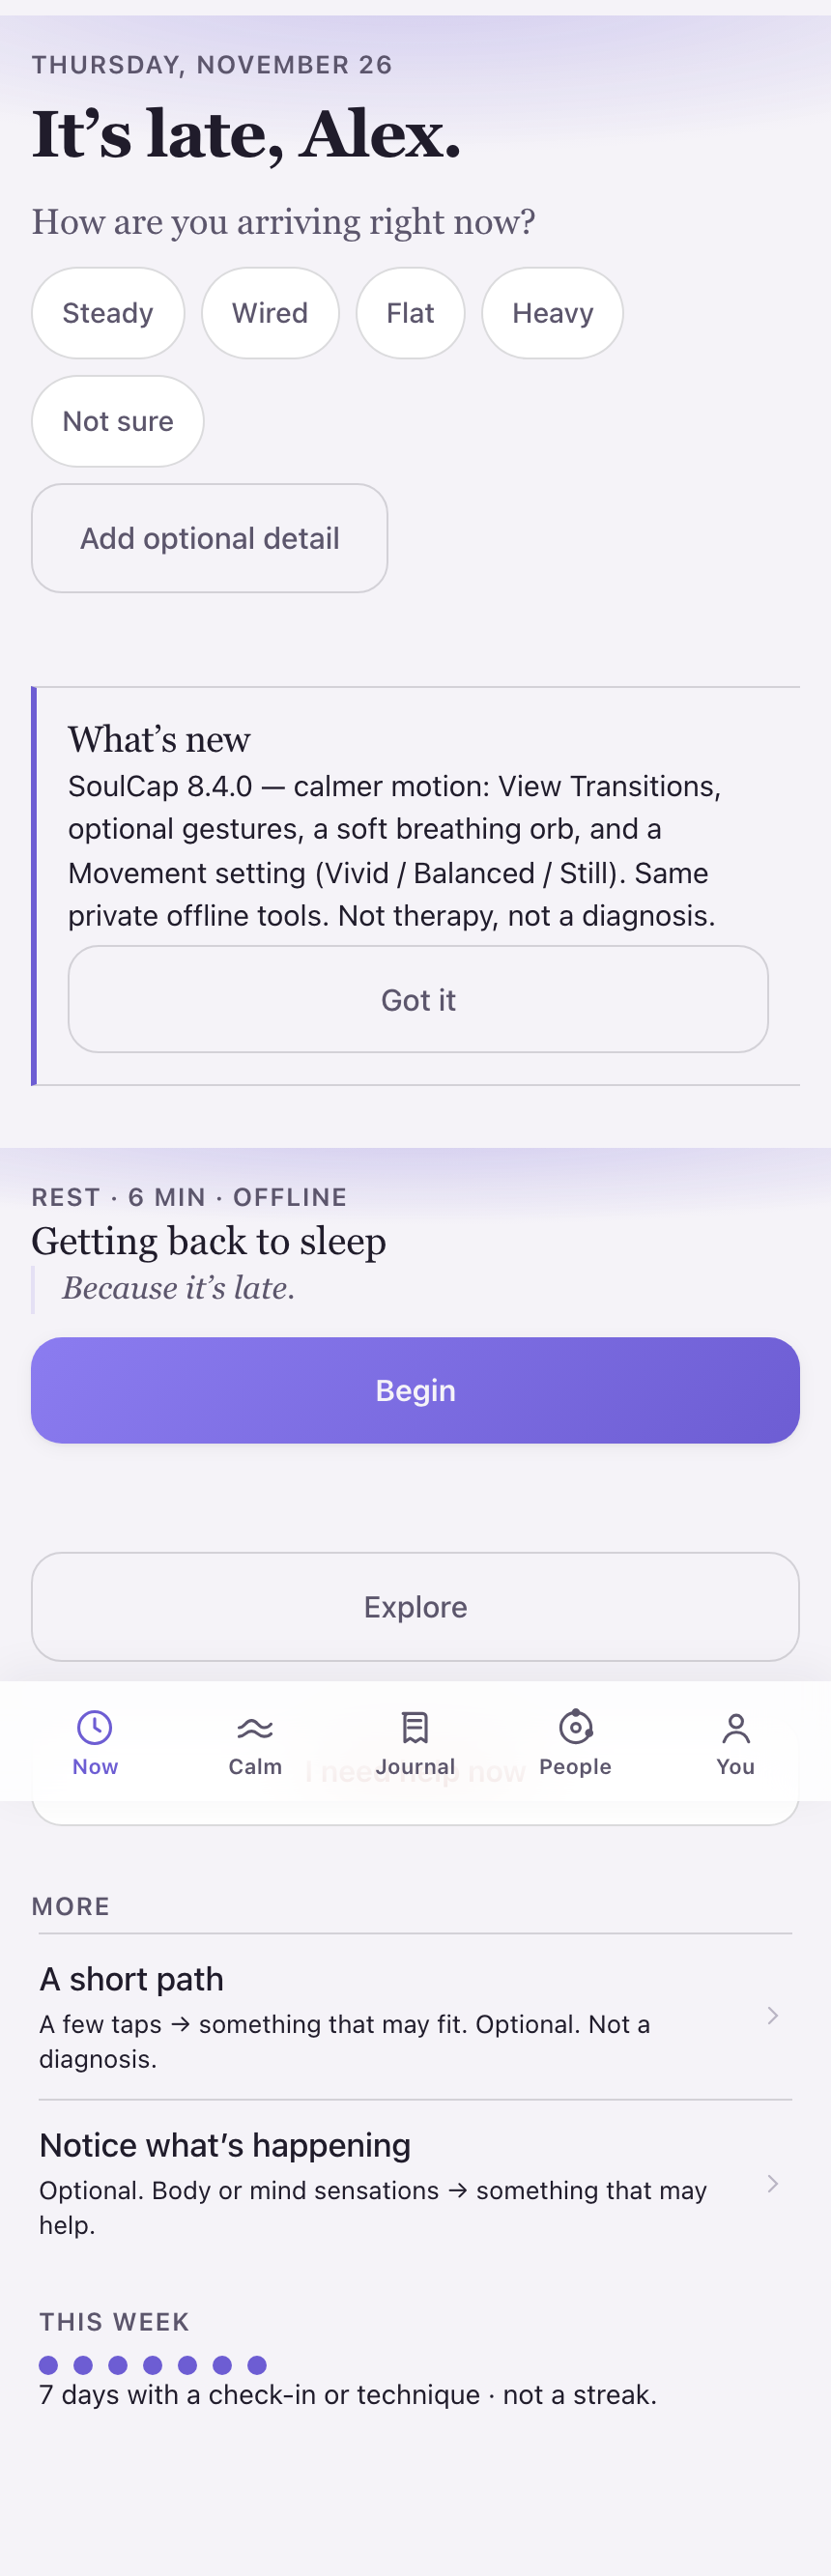 THURSDAY, NOVEMBER 26
It’s late, Alex.
How are you arriving right now?
Steady
Wired
Flat
Heavy
Not sure
Add optional detail
What’s new
SoulCap 8.4.0 — calmer motion: View Transitions,
optional gestures, a soft breathing orb, and a
Movement setting (Vivid / Balanced / Still). Same
private offline tools. Not therapy, not a diagnosis.
Got it
REST · 6 MIN · OFFLINE
Getting back to sleep
Because it’s late.
Begin
Explore
I need help now
Now
Calm
Journal
People
You
MORE
A short path
A few taps → something that may fit. Optional. Not a
diagnosis.
Notice what’s happening
Optional. Body or mind sensations → something that may
help.
THIS WEEK
7 days with a check-in or technique · not a streak.